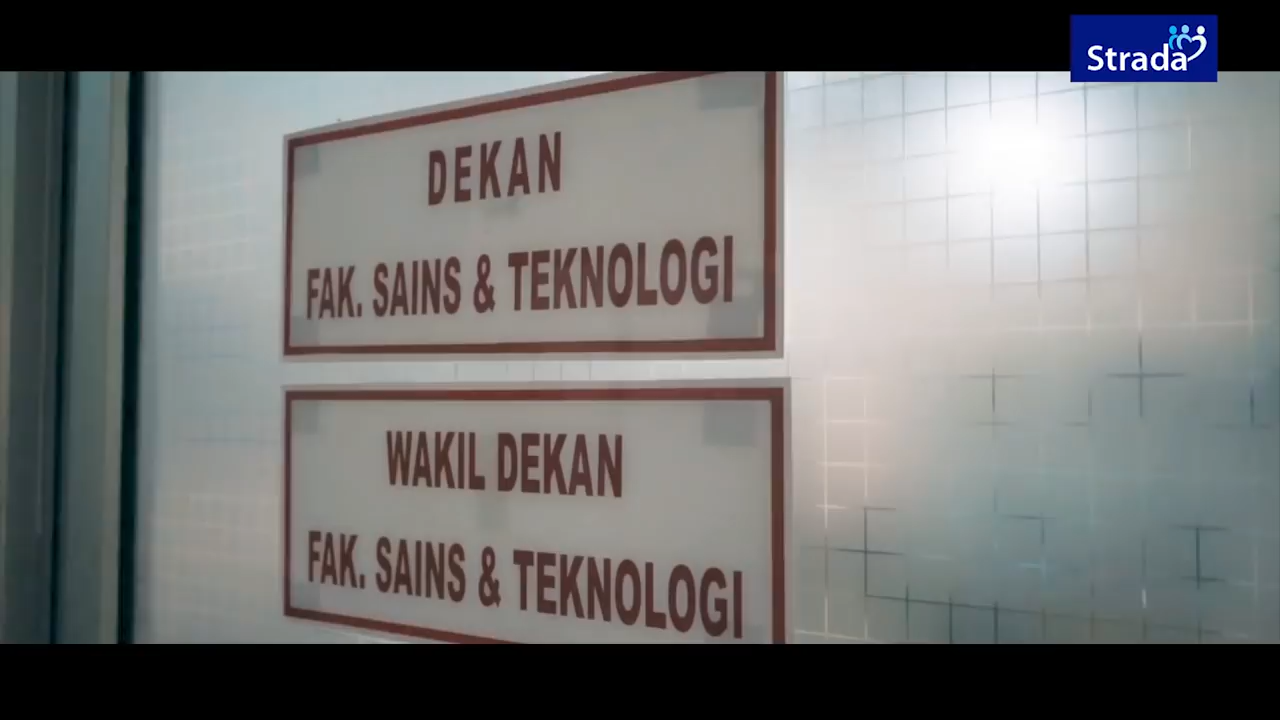 Strada
DEKAN
FAK. SAINS & TEKNOLOGI
WAKIL DEKAN
FAK. SAINS & TEKNOLOGI